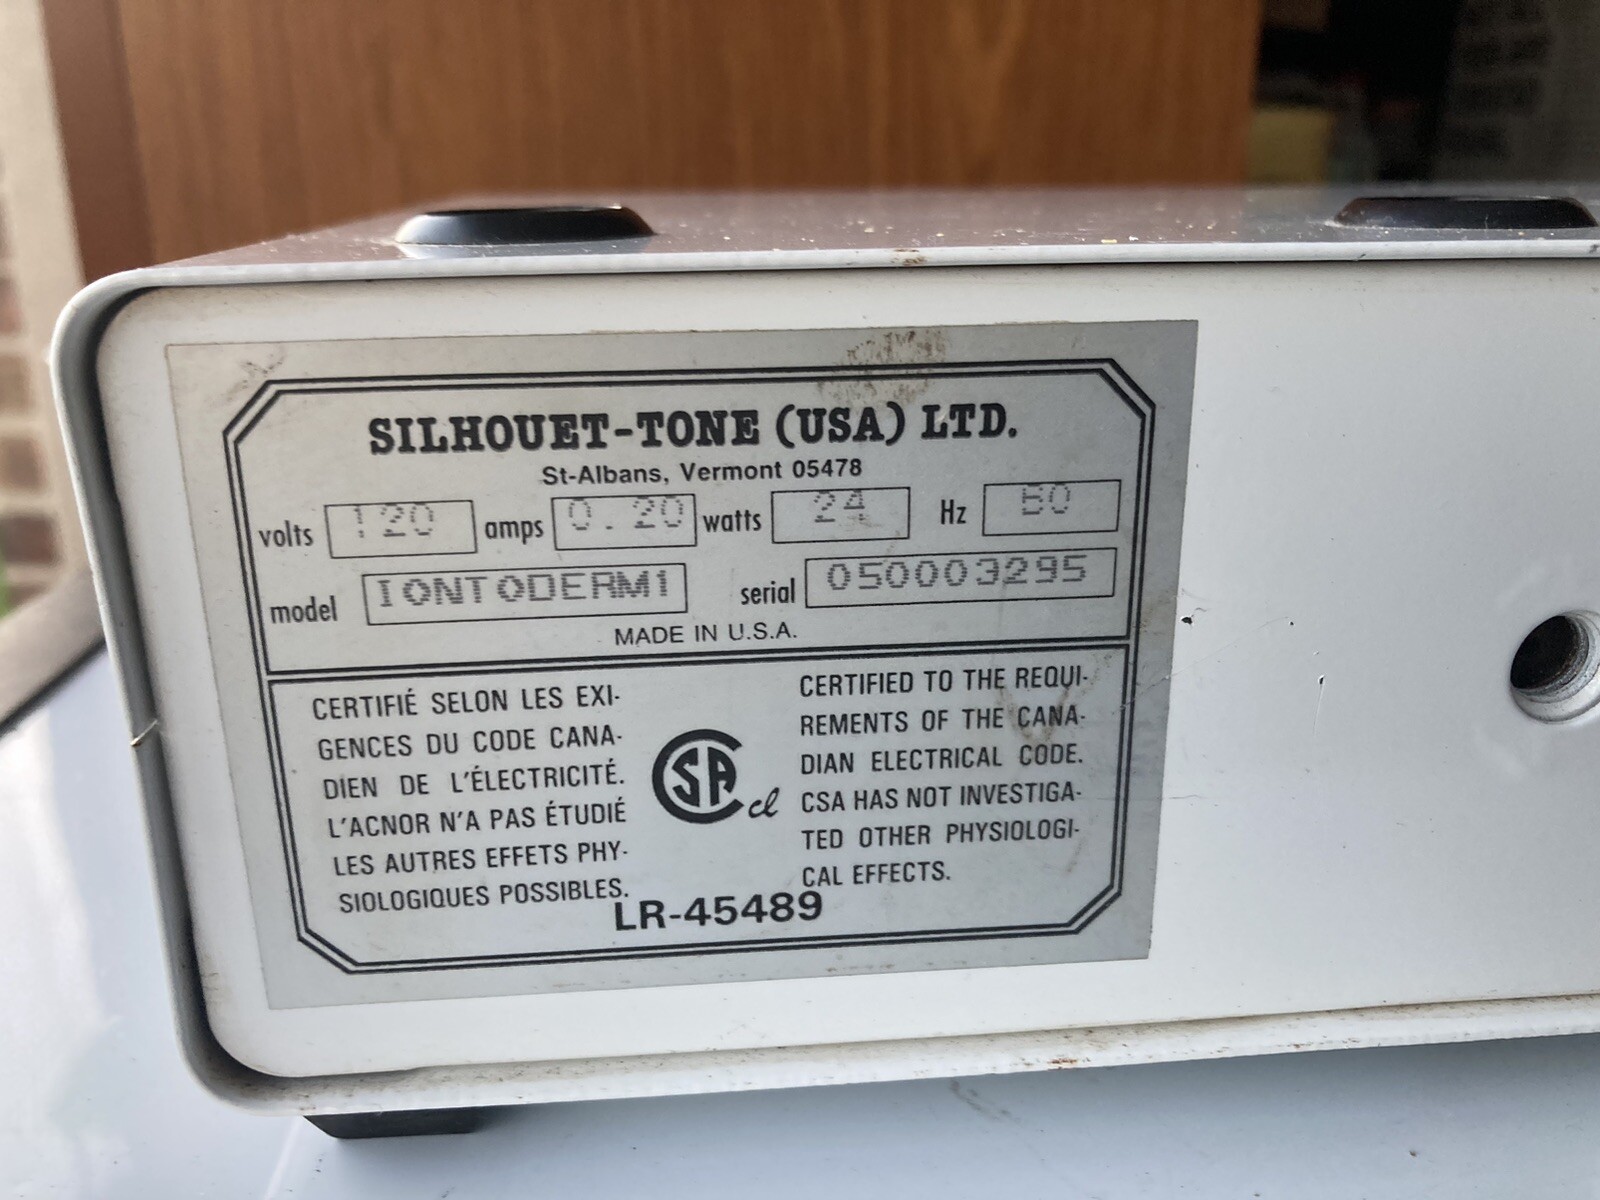 SILHOUET-TONE (USA) LTD.
St-Albans, Vermont 05478
volts 120 amps 0.20 watts 24 Hz 60
model IONTODERM1 serial 050003295
MADE IN U.S.A.
CERTIFIÉ SELON LES EXI-
GENCES DU CODE CANA-
DIEN DE L'ÉLECTRICITÉ.
L'ACNOR N'A PAS ÉTUDIÉ
LES AUTRES EFFETS PHY-
SIOLOGIQUES POSSIBLES.
CSA cl
CERTIFIED TO THE REQUI-
REMENTS OF THE CANA-
DIAN ELECTRICAL CODE.
CSA HAS NOT INVESTIGA-
TED OTHER PHYSIOLOGI-
CAL EFFECTS.
LR-45489